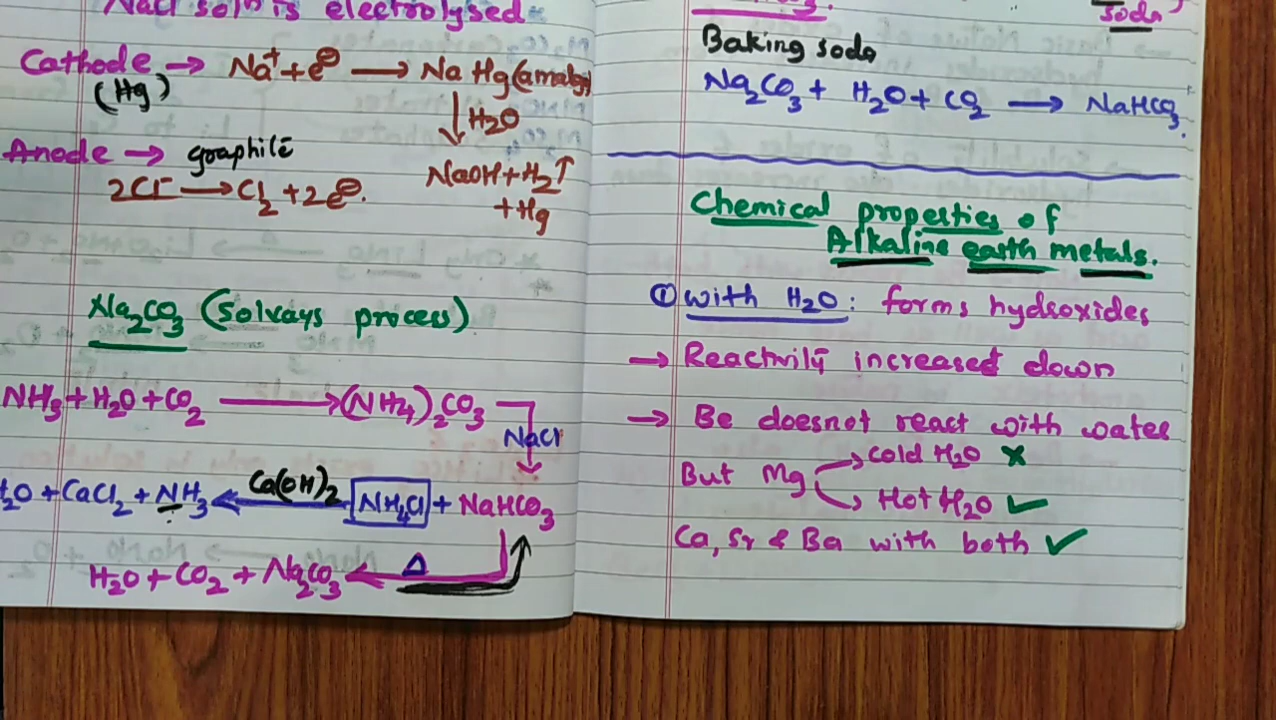 NaCl soln is electrolysed
Cathode → Na⁺ + e⊖ ⟶ Na Hg (amalgy)
(Hg)
↓ H₂O
Anode → graphite
2Cl⁻ ⟶ Cl₂ + 2e⊖.
NaOH + H₂↑
+ Hg
Na₂CO₃ (Solvays process).
NH₃ + H₂O + CO₂ ⟶ (NH₄)₂CO₃
NaCl
H₂O + CaCl₂ + NH₃ ⟵ Ca(OH)₂ NH₄Cl + NaHCO₃
H₂O + CO₂ + Na₂CO₃ ⟵ Δ
soda
Baking soda
Na₂CO₃ + H₂O + CO₂ ⟶ NaHCO₃.
Chemical properties of
Alkaline earth metals.
① with H₂O : forms hydroxides
→ Reactivity increased down
→ Be doesnot react with water
But Mg → cold H₂O ×
→ Hot H₂O ✓
Ca, Sr & Ba with both ✓